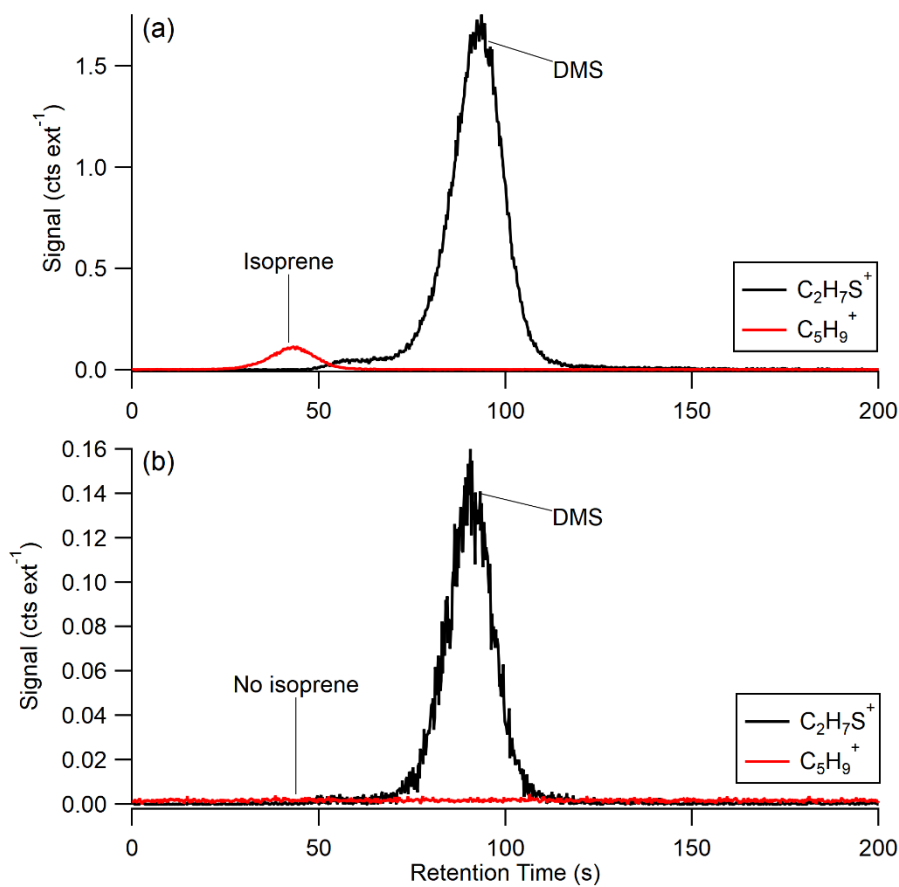 (a)
DMS
Isoprene
Signal (cts ext⁻¹)
1.5
1.0
0.5
0.0
C₂H₇S⁺
C₅H₉⁺
0 50 100 150 200
(b)
DMS
No isoprene
Signal (cts ext⁻¹)
0.16
0.14
0.12
0.10
0.08
0.06
0.04
0.02
0.00
C₂H₇S⁺
C₅H₉⁺
0 50 100 150 200
Retention Time (s)